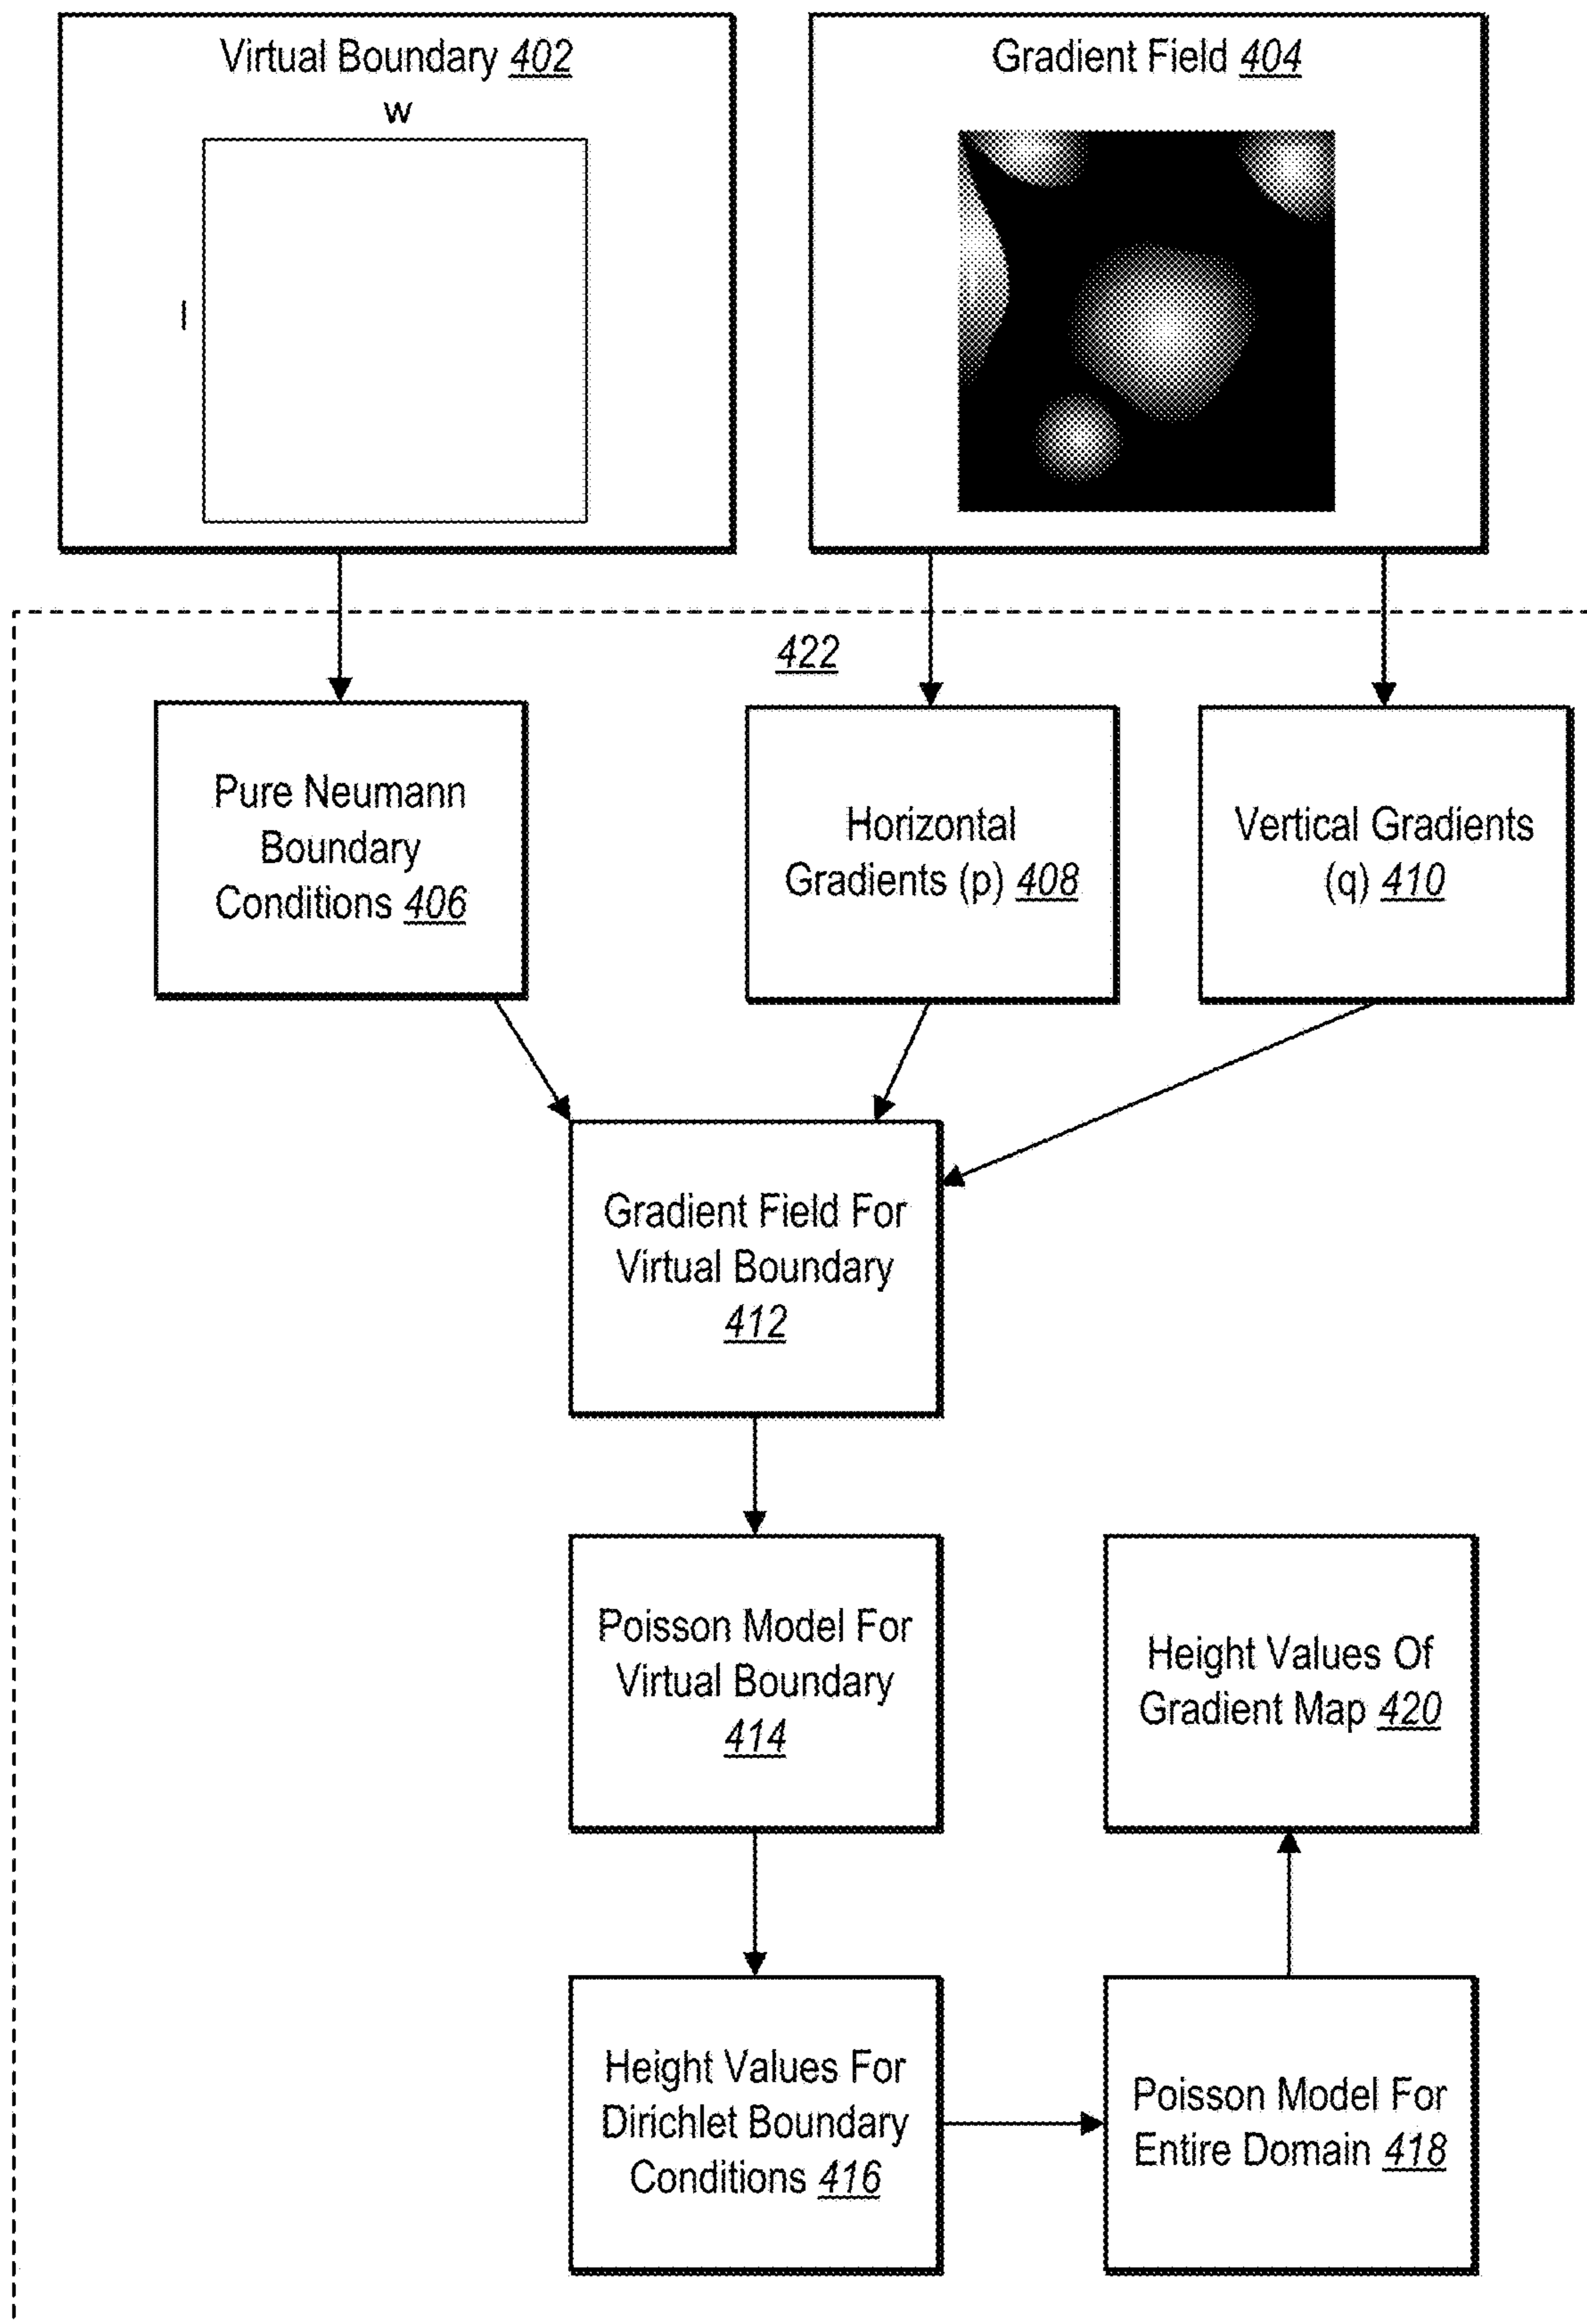 Virtual Boundary 402
w
l
Gradient Field 404
422
Pure Neumann
Boundary
Conditions 406
Horizontal
Gradients (p) 408
Vertical Gradients
(q) 410
Gradient Field For
Virtual Boundary
412
Poisson Model For
Virtual Boundary
414
Height Values Of
Gradient Map 420
Height Values For
Dirichlet Boundary
Conditions 416
Poisson Model For
Entire Domain 418